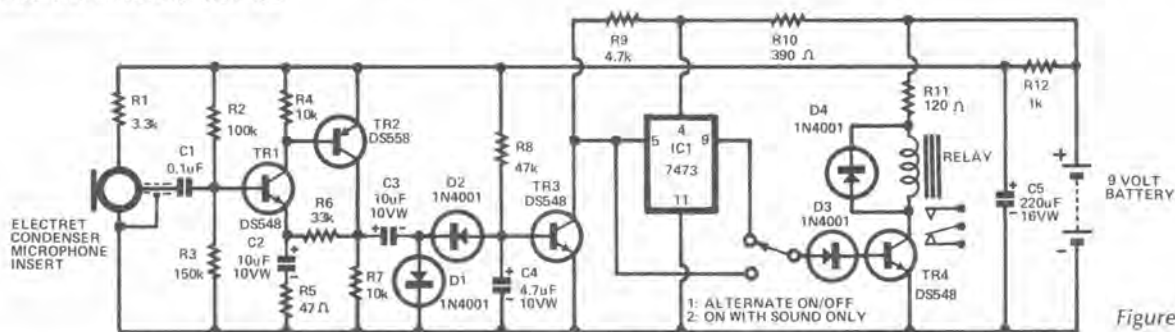 R9
4.7k
R10
390 Ω
R1
3.3k
R2
100k
R4
10k
TR2
DS558
TR1
C1
0.1uF
DS548
R3
150k
C2
10uF
10VW
R5
47Ω
R6
33k
C3
10uF
10VW
R7
10k
D2
1N4001
D1
1N4001
R8
47k
C4
4.7uF
10VW
TR3
DS548
5
4
IC1
7473
9
11
D4
1N4001
R11
120 Ω
RELAY
D3
1N4001
TR4
DS548
R12
1k
C5
220uF
16VW
+
-
9 VOLT
BATTERY
ELECTRET
CONDENSER
MICROPHONE
INSERT
1: ALTERNATE ON/OFF
2: ON WITH SOUND ONLY
Figure